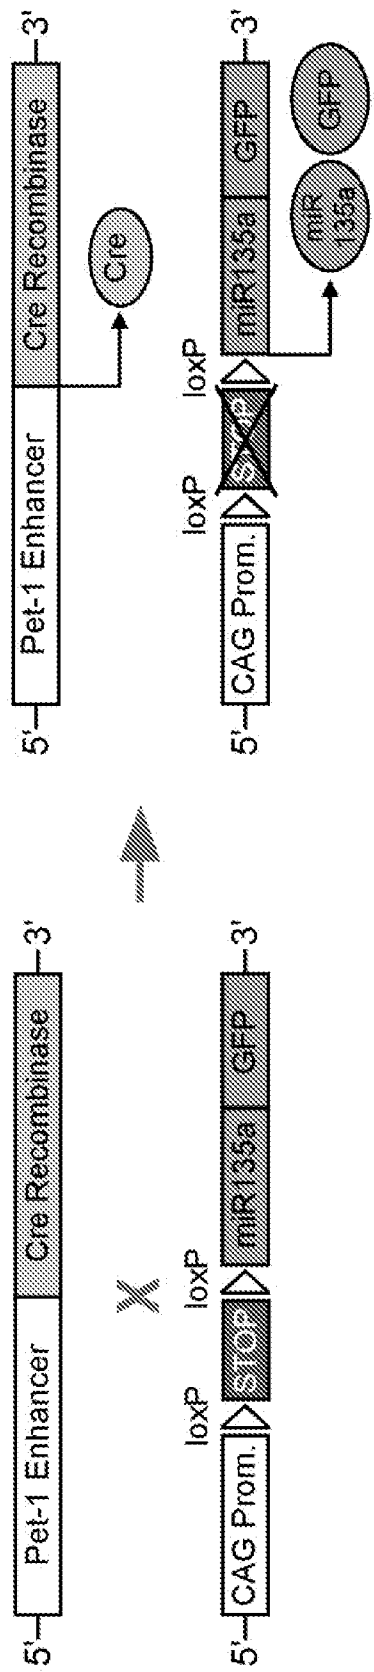 5' Pet-1 Enhancer Cre Recombinase 3'
X
loxP loxP
5' CAG Prom. STOP miR135a GFP 3'
5' Pet-1 Enhancer Cre Recombinase 3'
Cre
loxP loxP
5' CAG Prom. STOP miR135a GFP 3'
miR
135a
GFP